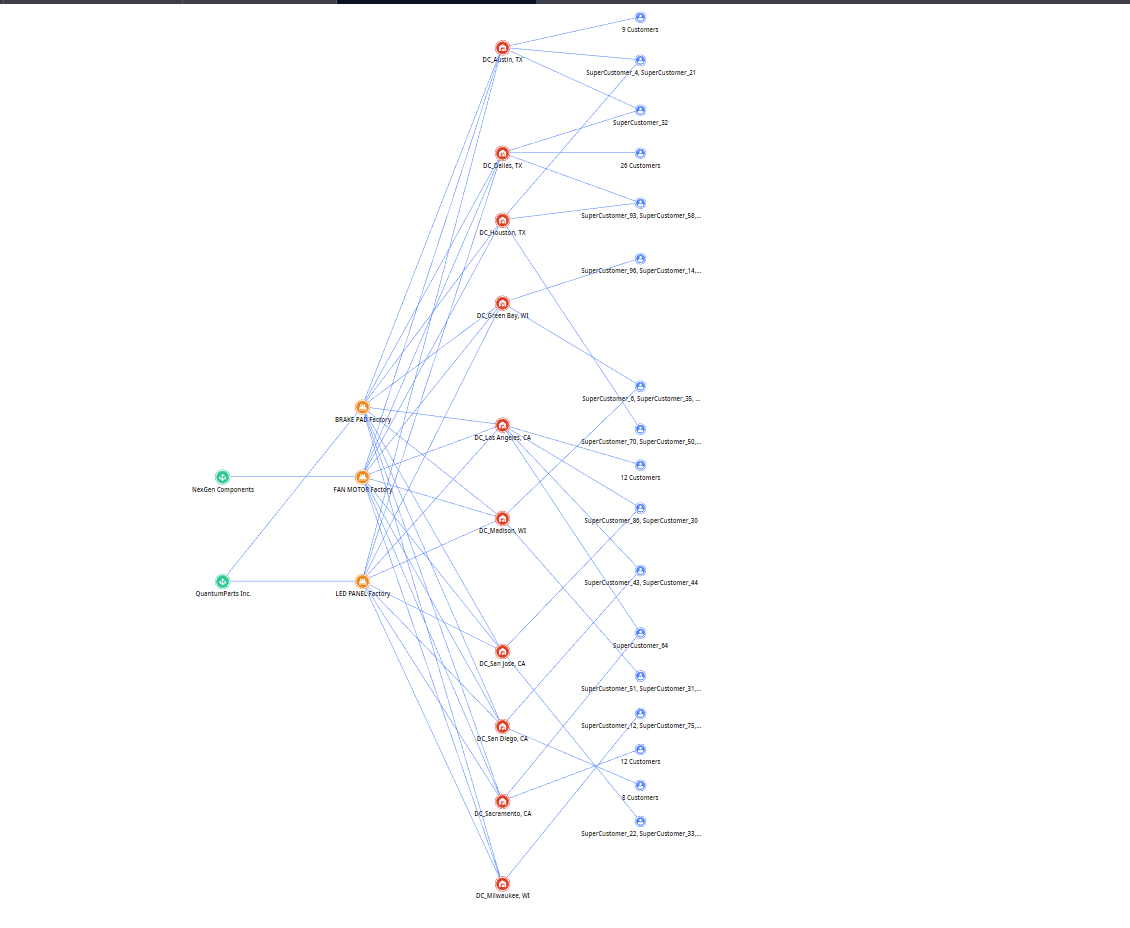 9 Customers
DC_Austin, TX
SuperCustomer_4, SuperCustomer_21
SuperCustomer_32
DC_Dallas, TX
26 Customers
SuperCustomer_93, SuperCustomer_58,...
DC_Houston, TX
SuperCustomer_96, SuperCustomer_14,...
DC_Green Bay, WI
SuperCustomer_6, SuperCustomer_35, ...
BRAKE PAD Factory
DC_Los Angeles, CA
SuperCustomer_70, SuperCustomer_50,...
12 Customers
NexGen Components
FAN MOTOR Factory
SuperCustomer_86, SuperCustomer_30
DC_Madison, WI
SuperCustomer_43, SuperCustomer_44
QuantumParts Inc.
LED PANEL Factory
SuperCustomer_64
DC_San Jose, CA
SuperCustomer_51, SuperCustomer_31,...
SuperCustomer_12, SuperCustomer_75,...
DC_San Diego, CA
12 Customers
8 Customers
DC_Sacramento, CA
SuperCustomer_22, SuperCustomer_33,...
DC_Milwaukee, WI